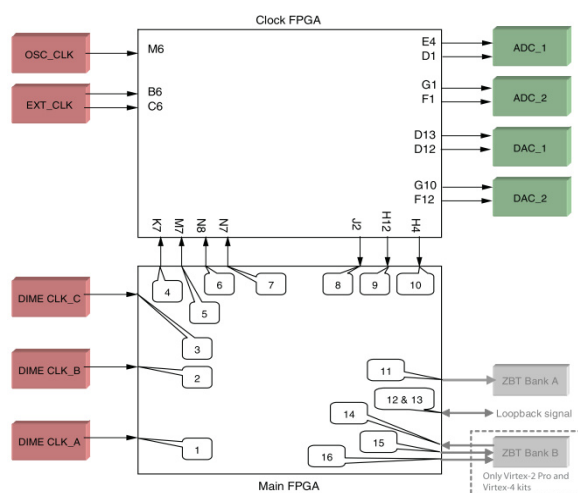 Clock FPGA
OSC_CLK
M6
E4
D1
ADC_1
EXT_CLK
B6
C6
G1
F1
ADC_2
D13
D12
DAC_1
G10
F12
DAC_2
K7
M7
N8
N7
J2
H12
H4
4
5
6
7
8
9
10
DIME CLK_C
3
DIME CLK_B
2
11
ZBT Bank A
12 & 13
Loopback signal
14
DIME CLK_A
1
15
ZBT Bank B
16
Only Virtex-2 Pro and
Virtex-4 kits
Main FPGA